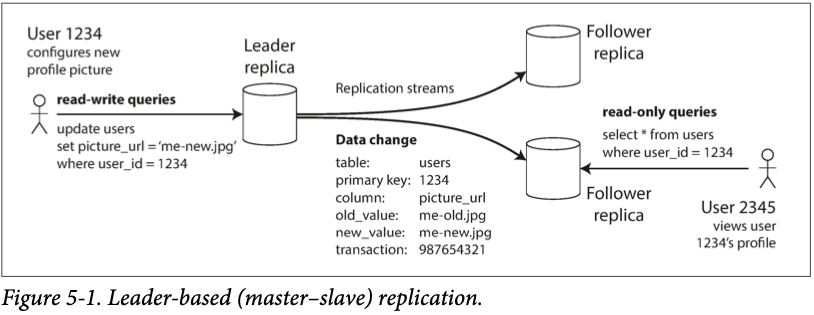 User 1234
configures new
profile picture
read-write queries
update users
set picture_url =‘me-new.jpg’
where user_id = 1234
Leader
replica
Replication streams
Data change
table: users
primary key: 1234
column: picture_url
old_value: me-old.jpg
new_value: me-new.jpg
transaction: 987654321
Follower
replica
read-only queries
select * from users
where user_id = 1234
Follower
replica
User 2345
views user
1234’s profile
Figure 5-1. Leader-based (master–slave) replication.